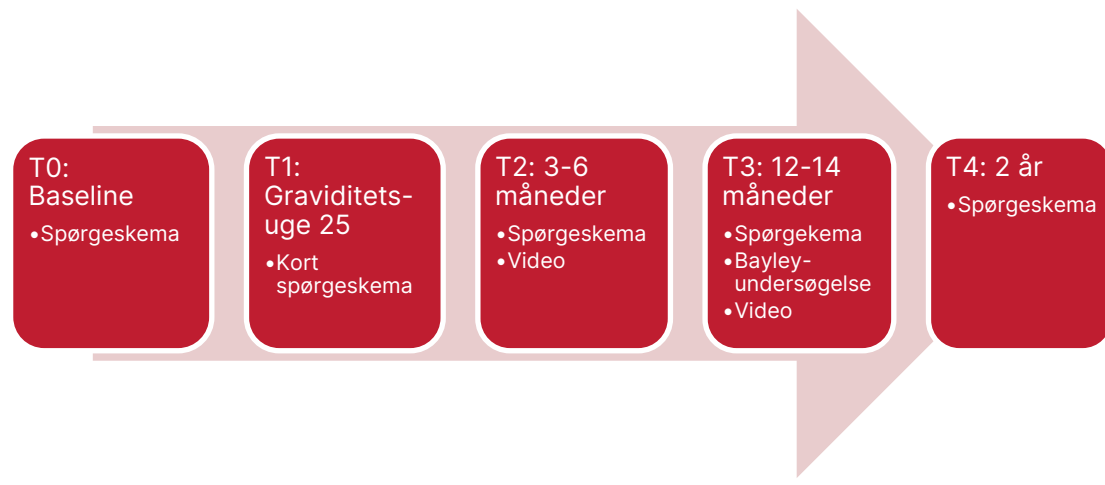 T0:
Baseline
•Spørgeskema
T1:
Graviditets-
uge 25
•Kort
spørgeskema
T2: 3-6
måneder
•Spørgeskema
•Video
T3: 12-14
måneder
•Spørgekema
•Bayley-
undersøgelse
•Video
T4: 2 år
•Spørgeskema